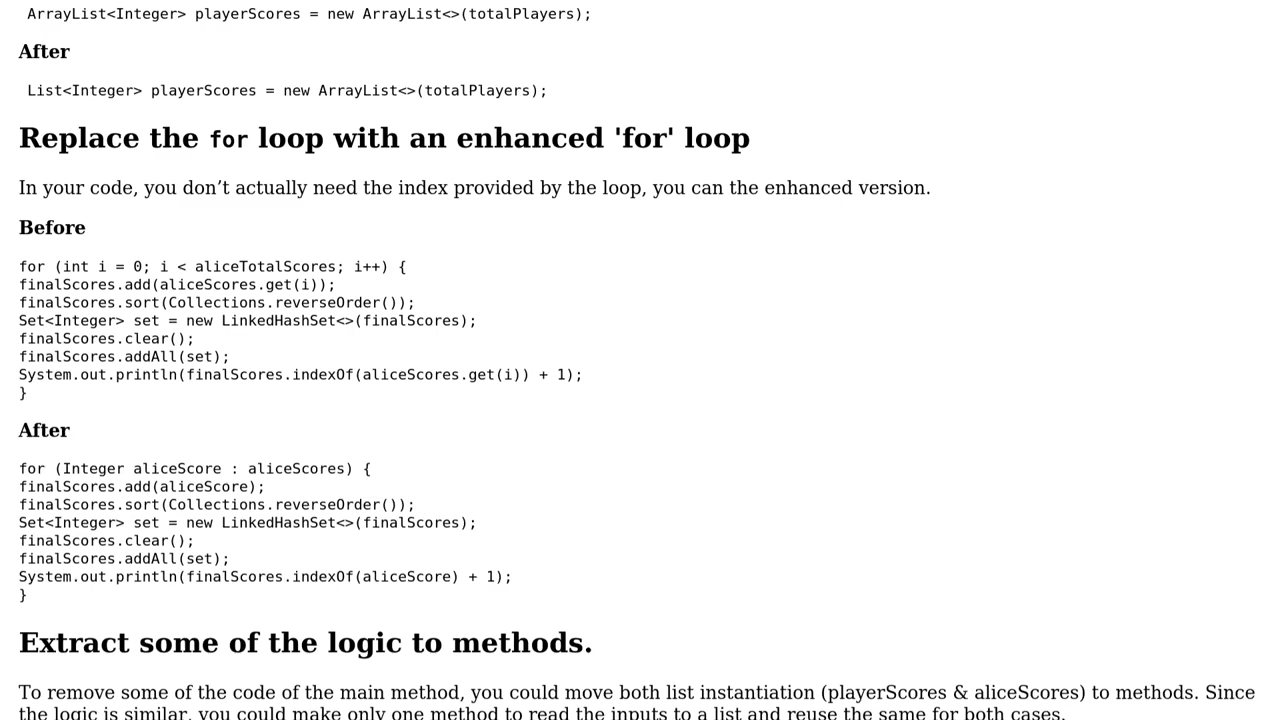 ArrayList<Integer> playerScores = new ArrayList<>(totalPlayers);
After
List<Integer> playerScores = new ArrayList<>(totalPlayers);
Replace the for loop with an enhanced 'for' loop
In your code, you don’t actually need the index provided by the loop, you can the enhanced version.
Before
for (int i = 0; i < aliceTotalScores; i++) {
finalScores.add(aliceScores.get(i));
finalScores.sort(Collections.reverseOrder());
Set<Integer> set = new LinkedHashSet<>(finalScores);
finalScores.clear();
finalScores.addAll(set);
System.out.println(finalScores.indexOf(aliceScores.get(i)) + 1);
}
After
for (Integer aliceScore : aliceScores) {
finalScores.add(aliceScore);
finalScores.sort(Collections.reverseOrder());
Set<Integer> set = new LinkedHashSet<>(finalScores);
finalScores.clear();
finalScores.addAll(set);
System.out.println(finalScores.indexOf(aliceScore) + 1);
}
Extract some of the logic to methods.
To remove some of the code of the main method, you could move both list instantiation (playerScores & aliceScores) to methods. Since
the logic is similar, you could make only one method to read the inputs to a list and reuse the same for both cases.